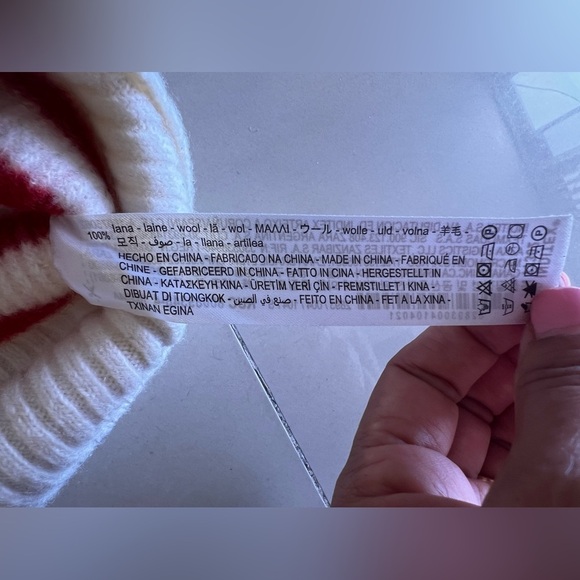 100% lana - laine - wool - lã - wol - ΜΑΛΛΙ - ウール - wolle - uld - volna - 羊毛
모직 - صوف - la - llana - artilea
HECHO EN CHINA - FABRICADO NA CHINA - MADE IN CHINA - FABRIQUÉ EN
CHINE - GEFABRICEERD IN CHINA - FATTO IN CINA - HERGESTELLT IN
CHINA - ΚΑΤΑΣΚΕΥΗ ΚΙΝΑ - ÜRETİM YERİ ÇİN - FREMSTILLET I KINA -
DIBUAT DI TIONGKOK - صنع في الصين - FEITO EN CHINA - FET A LA XINA -
TXINAN EGINA